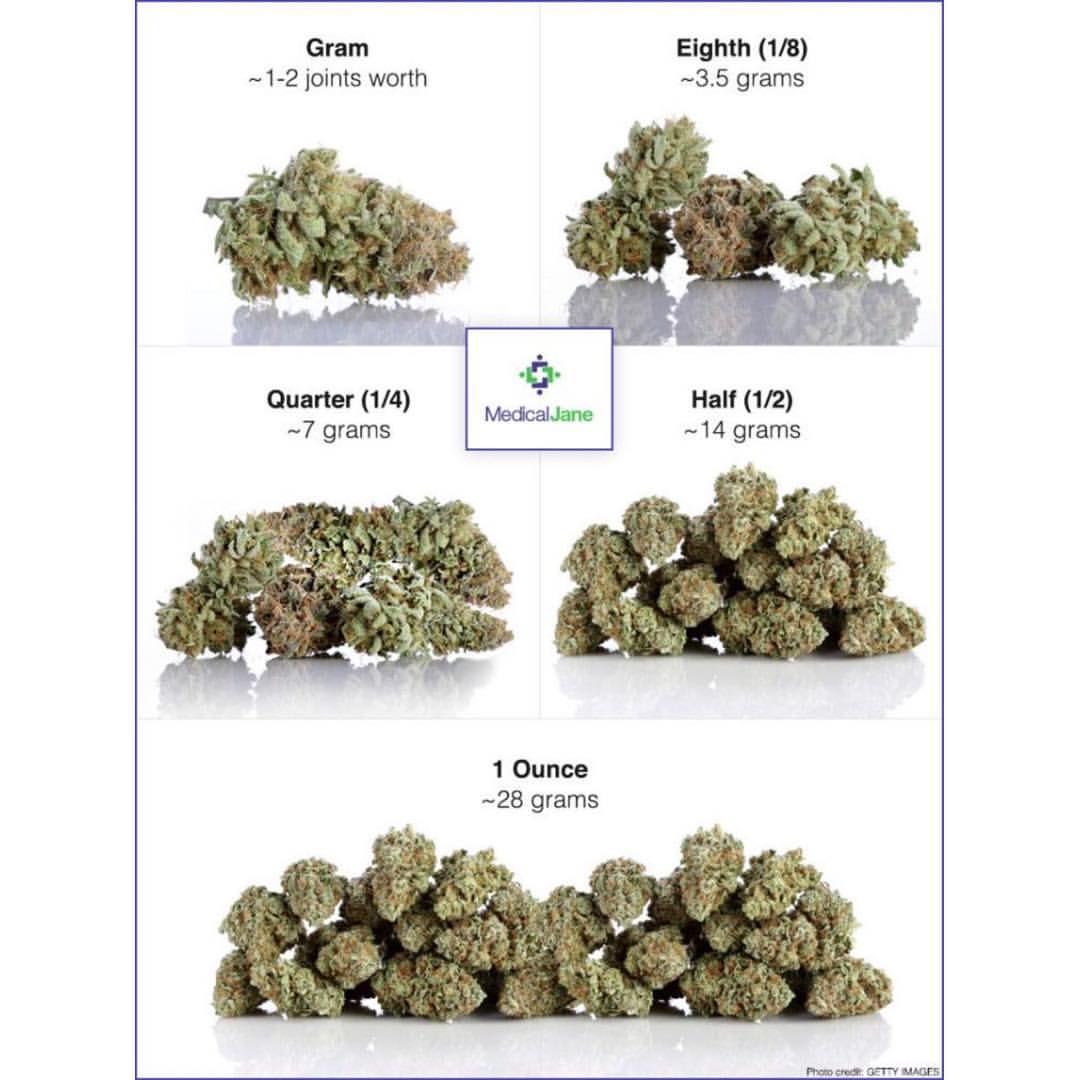 Gram
~1-2 joints worth
Eighth (1/8)
~3.5 grams
MedicalJane
Quarter (1/4)
~7 grams
Half (1/2)
~14 grams
1 Ounce
~28 grams
Photo credit: GETTY IMAGES